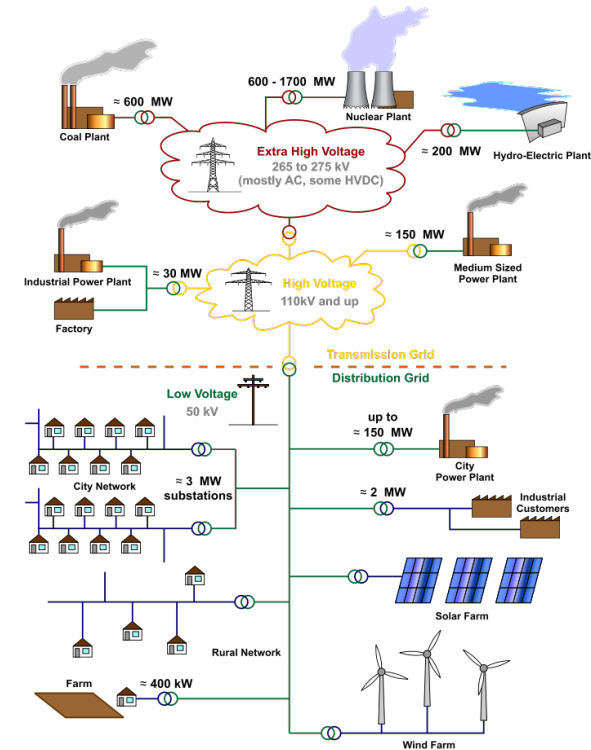 600 - 1700 MW
≈ 600 MW
Nuclear Plant
Coal Plant
Extra High Voltage
265 to 275 kV
(mostly AC, some HVDC)
≈ 200 MW
Hydro-Electric Plant
≈ 150 MW
Medium Sized
Power Plant
Industrial Power Plant
≈ 30 MW
High Voltage
110kV and up
Factory
Transmission Grid
Distribution Grid
Low Voltage
50 kV
up to
≈ 150 MW
City
Power Plant
City Network
≈ 3 MW
substations
≈ 2 MW
Industrial
Customers
Solar Farm
Rural Network
Farm
≈ 400 kW
Wind Farm